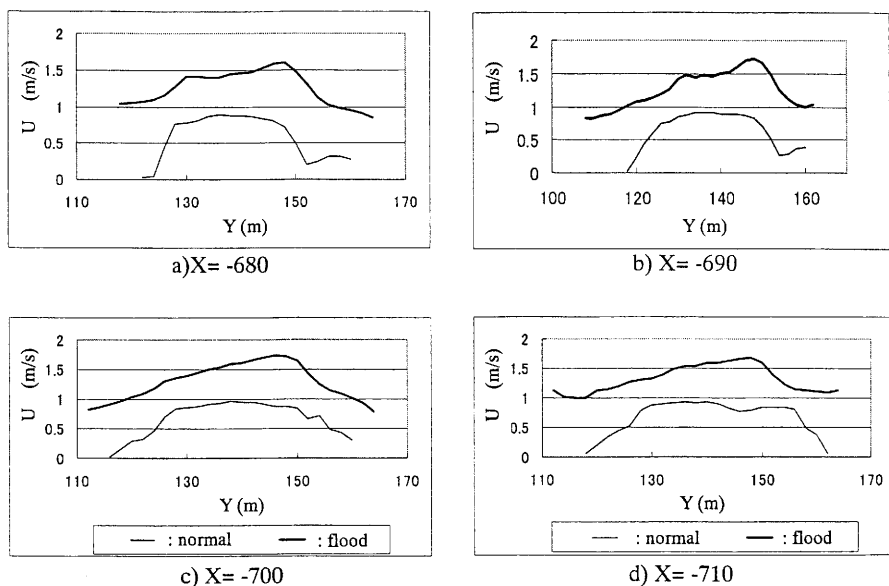 2
1.5
1
0.5
0
U (m/s)
110 130 150 170
Y (m)
a)X= -680
2
1.5
1
0.5
0
U (m/s)
100 120 140 160
Y (m)
b) X= -690
2
1.5
1
0.5
0
U (m/s)
110 130 150 170
Y (m)
— : normal — : flood
c) X= -700
2
1.5
1
0.5
0
U (m/s)
110 130 150 170
Y (m)
— : normal — : flood
d) X= -710